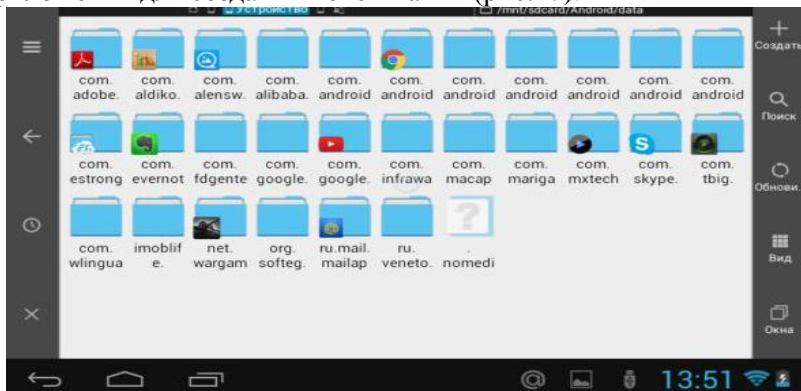 Устройство
/mnt/sdcard/Android/data
Создать
com. com. com. com. com. com. com. com. com. com. com.
adobe. aldiko. alensw. alibaba. android android android android android android android
Поиск
com. com. com. com. com. com. com. com. com. com. com.
estrong evernot fdgente google. google. infrawa macap mariga mxtech skype. tbig.
Обнови.
com. imoblif net. org. ru.mail. ru. .
wlingua e. wargam softeg. mailap veneto. nomedi
Вид
Окна
13:51